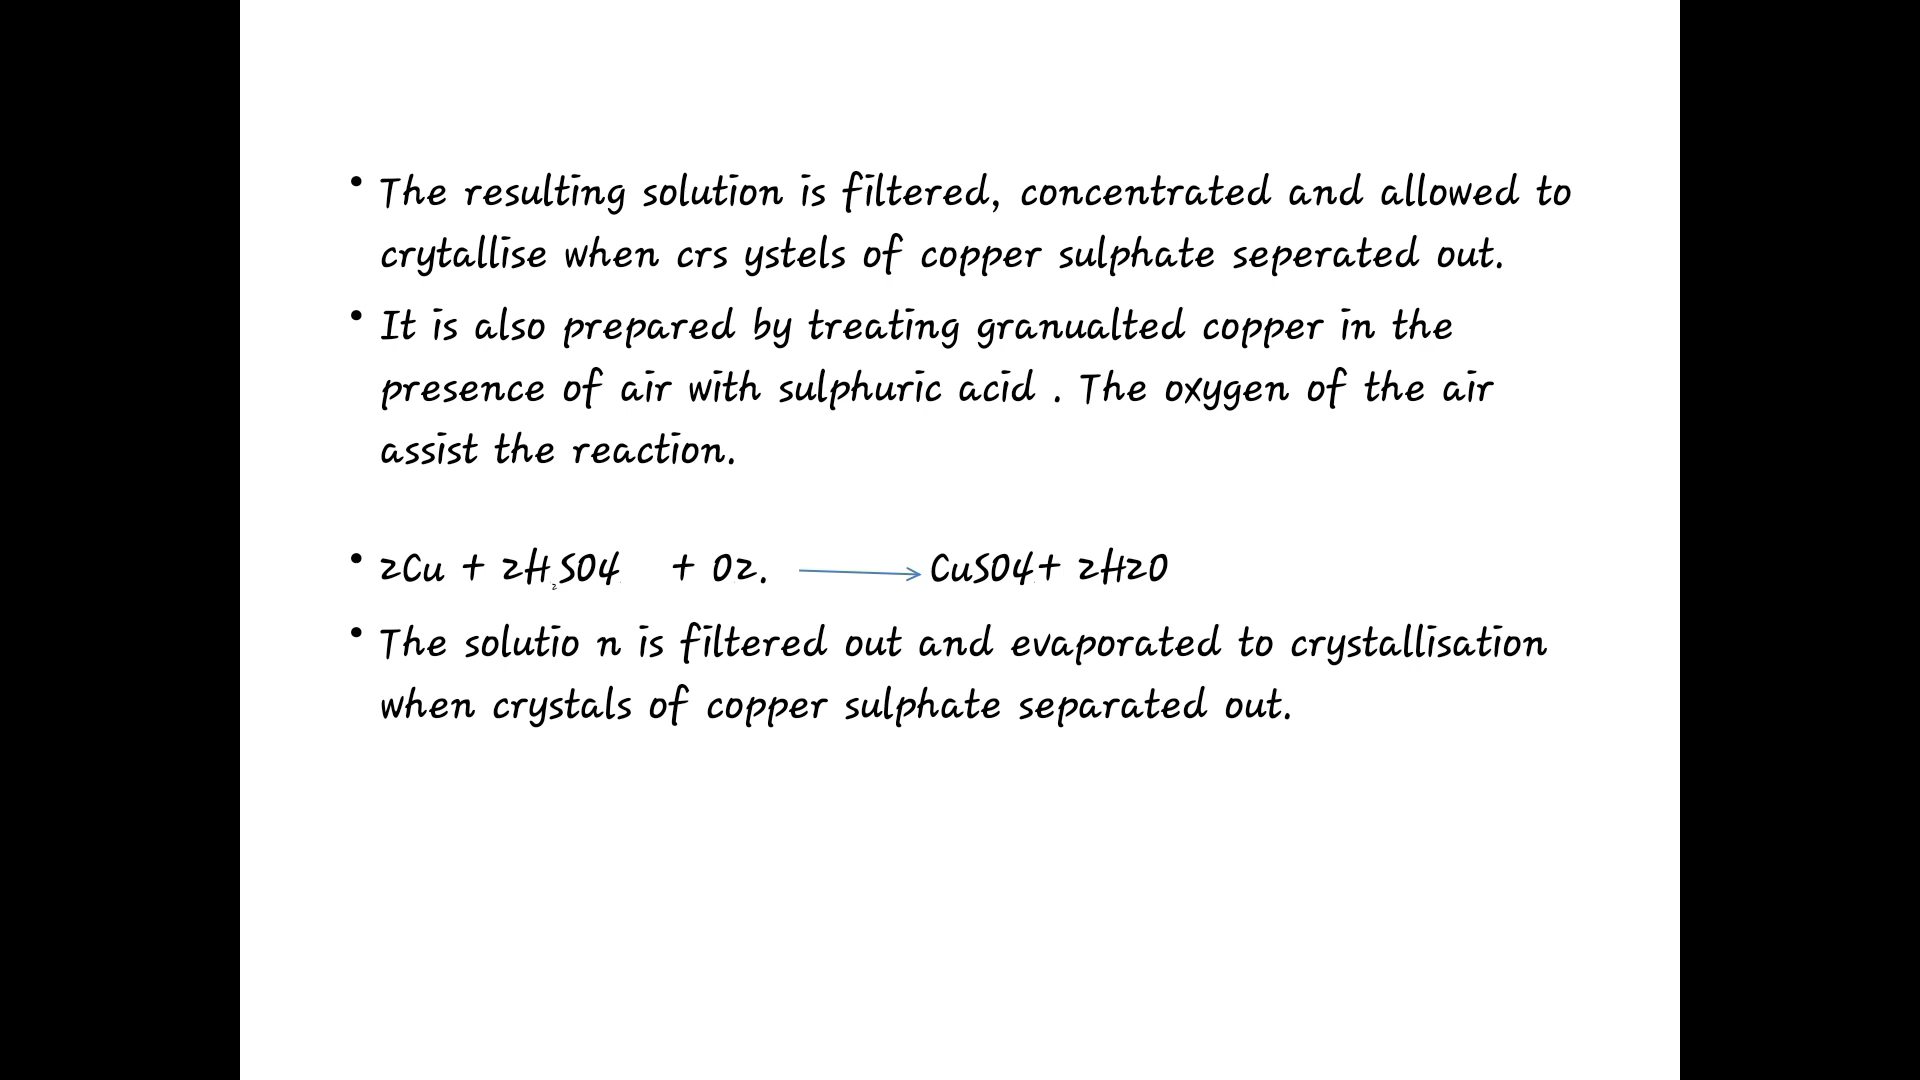 • The resulting solution is filtered, concentrated and allowed to
crytallise when crs ystels of copper sulphate seperated out.
• It is also prepared by treating granualted copper in the
presence of air with sulphuric acid . The oxygen of the air
assist the reaction.
• 2Cu + 2H₂SO4 + O2. → CuSO4+ 2H2O
• The solutio n is filtered out and evaporated to crystallisation
when crystals of copper sulphate separated out.